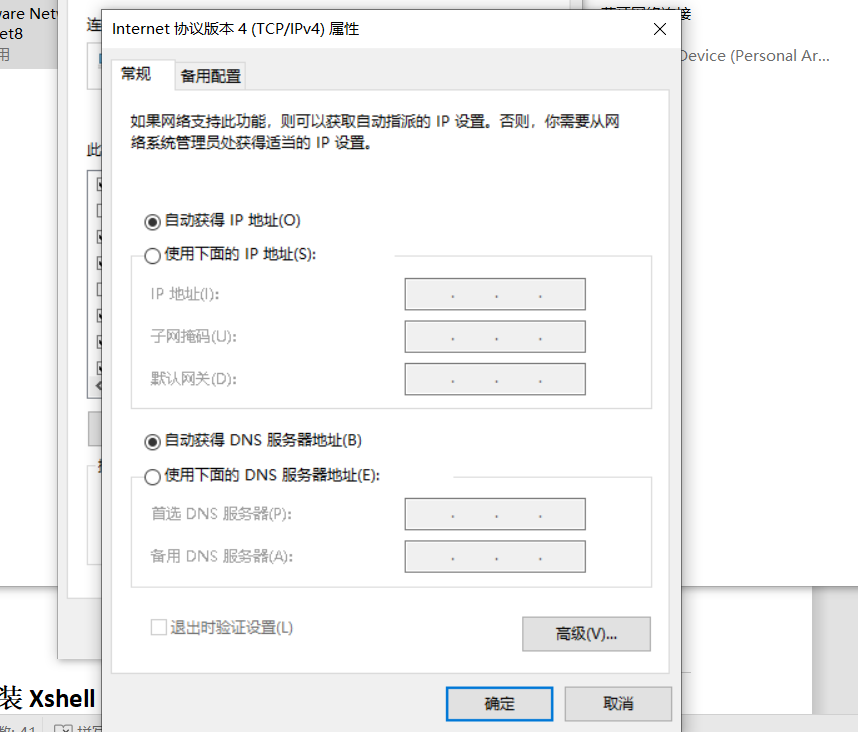 Internet 协议版本 4 (TCP/IPv4) 属性
常规
备用配置
如果网络支持此功能，则可以获取自动指派的 IP 设置。否则，你需要从网
络系统管理员处获得适当的 IP 设置。
自动获得 IP 地址(O)
使用下面的 IP 地址(S):
IP 地址(I):
子网掩码(U):
默认网关(D):
自动获得 DNS 服务器地址(B)
使用下面的 DNS 服务器地址(E):
首选 DNS 服务器(P):
备用 DNS 服务器(A):
退出时验证设置(L)
高级(V)...
确定
取消
et8
用
连
此
Device (Personal Ar...
装 Xshell